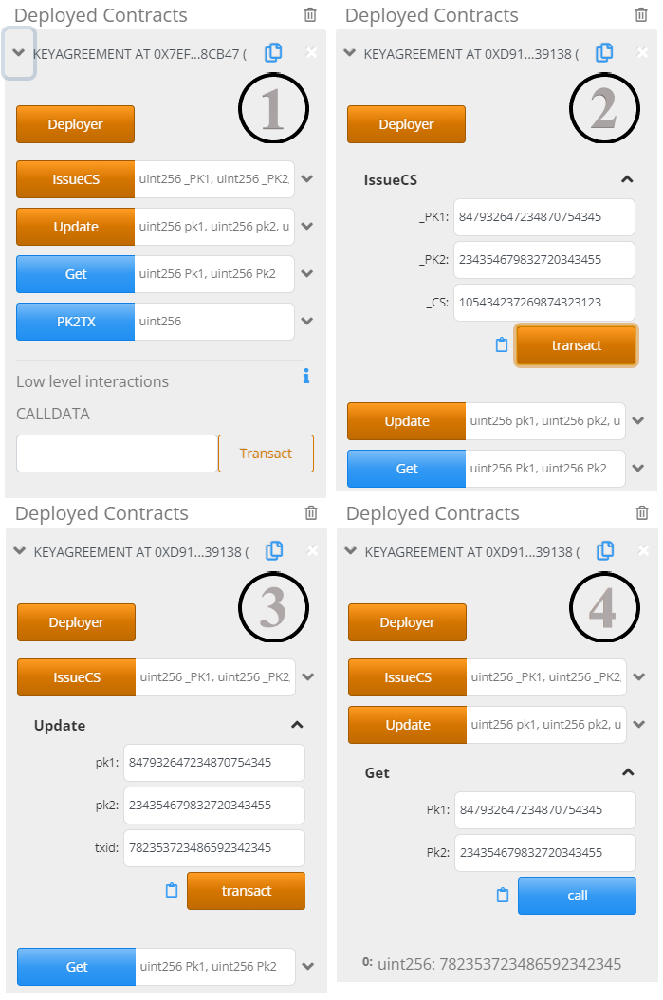 Deployed Contracts
KEYAGREEMENT AT 0X7EF...8CB47 (
1
Deployer
IssueCS uint256 _PK1, uint256 _PK2,
Update uint256 pk1, uint256 pk2, u
Get uint256 Pk1, uint256 Pk2
PK2TX uint256
Low level interactions
i
CALLDATA
Transact
Deployed Contracts
KEYAGREEMENT AT 0XD91...39138 (
2
Deployer
IssueCS
_PK1: 847932647234870754345
_PK2: 234354679832720343455
_CS: 105434237269874323123
transact
Update uint256 pk1, uint256 pk2, u
Get uint256 Pk1, uint256 Pk2
Deployed Contracts
KEYAGREEMENT AT 0XD91...39138 (
3
Deployer
IssueCS uint256 _PK1, uint256 _PK2,
Update
pk1: 847932647234870754345
pk2: 234354679832720343455
txid: 782353723486592342345
transact
Get uint256 Pk1, uint256 Pk2
Deployed Contracts
KEYAGREEMENT AT 0XD91...39138 (
4
Deployer
IssueCS uint256 _PK1, uint256 _PK2,
Update uint256 pk1, uint256 pk2, u
Get
Pk1: 847932647234870754345
Pk2: 234354679832720343455
call
0: uint256: 782353723486592342345